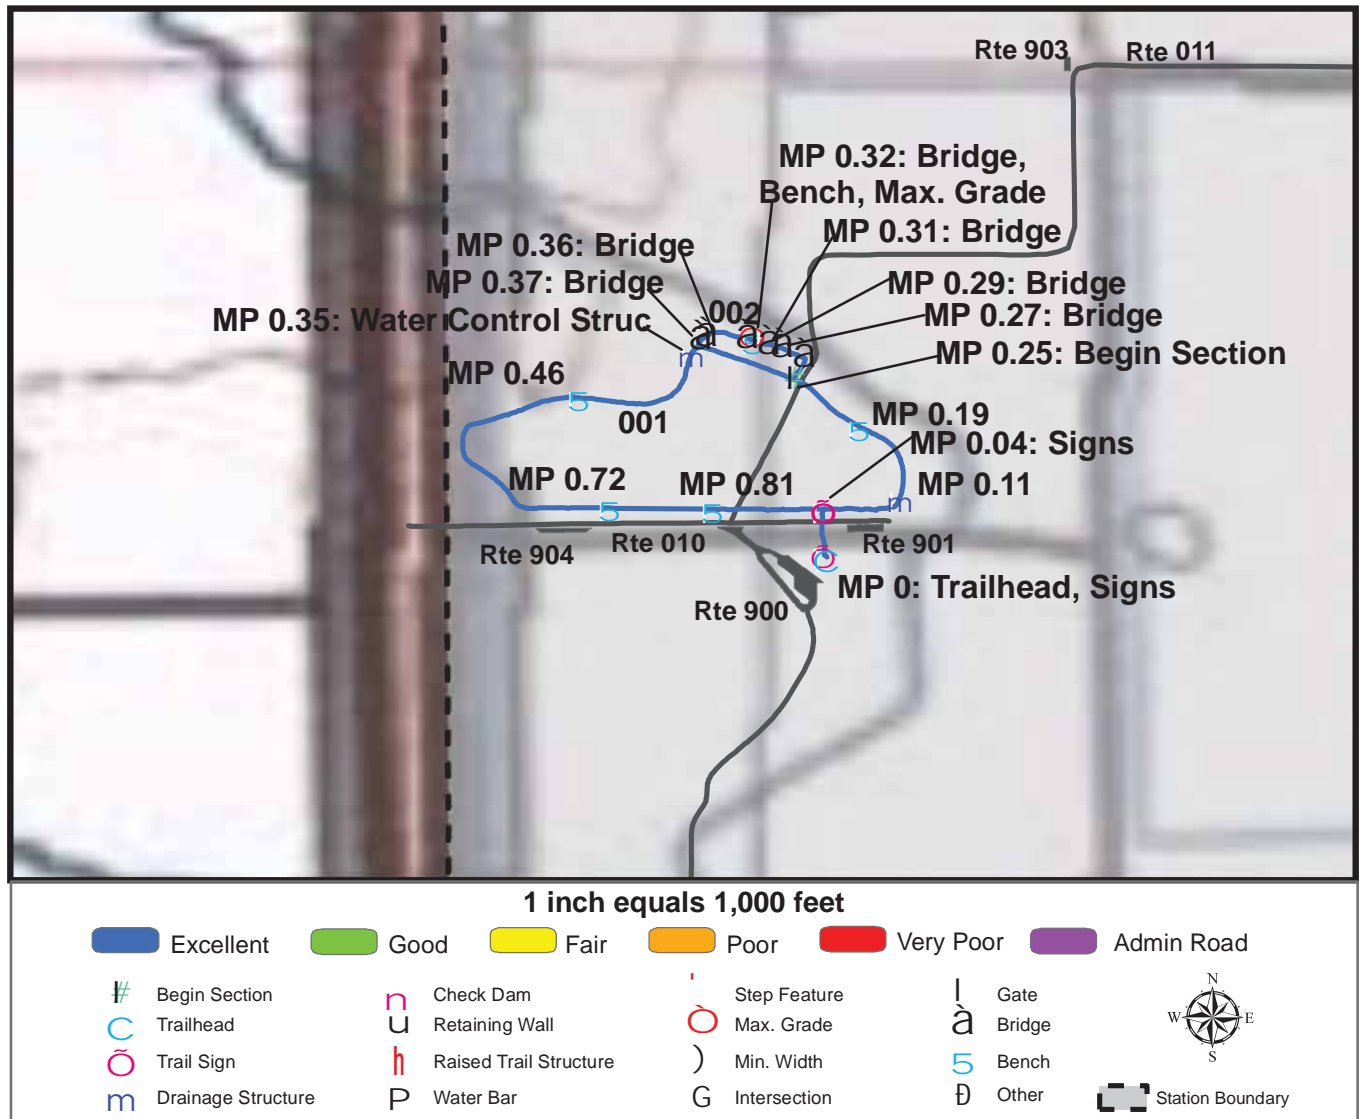 Rte 903
Rte 011
MP 0.32: Bridge,
Bench, Max. Grade
MP 0.31: Bridge
MP 0.36: Bridge
MP 0.37: Bridge
MP 0.29: Bridge
002
MP 0.35: Water Control Struc
MP 0.27: Bridge
MP 0.25: Begin Section
MP 0.46
001
MP 0.19
MP 0.04: Signs
MP 0.72
MP 0.81
MP 0.11
Rte 904
Rte 010
Rte 901
MP 0: Trailhead, Signs
Rte 900
1 inch equals 1,000 feet
Excellent
Good
Fair
Poor
Very Poor
Admin Road
# Begin Section
n Check Dam
' Step Feature
l Gate
C Trailhead
u Retaining Wall
Ò Max. Grade
à Bridge
Õ Trail Sign
h Raised Trail Structure
) Min. Width
5 Bench
m Drainage Structure
P Water Bar
G Intersection
Ð Other
Station Boundary
N
W
E
S